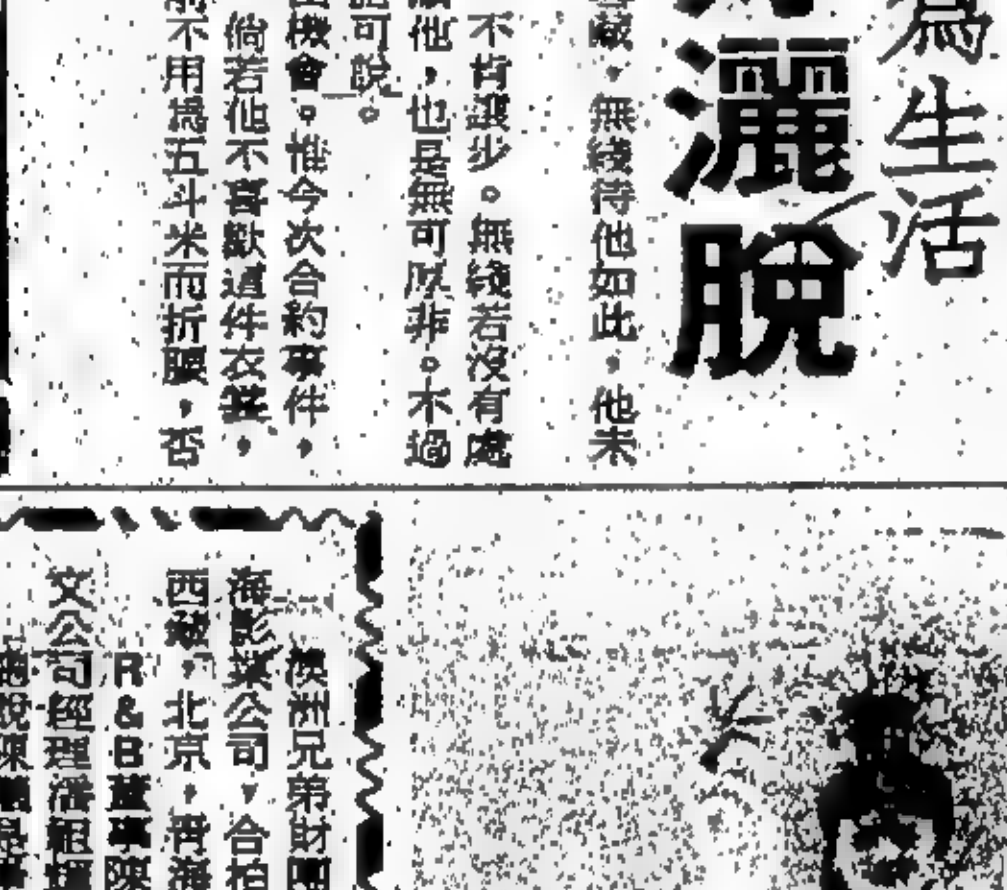 為生活
灑脫
蔽，無綫待他如此，他未
不肯讓步。無綫若沒有處
他，也是無可厚非。不過
可說。
機會。惟今次合約事件，
倘若他不喜歡這件衣裳，
不用為五斗米而折腰，否
澳洲兄弟財團
海影業公司，合拍
西藏，北京，青海
R&B董事陳
文公司經理潘祖